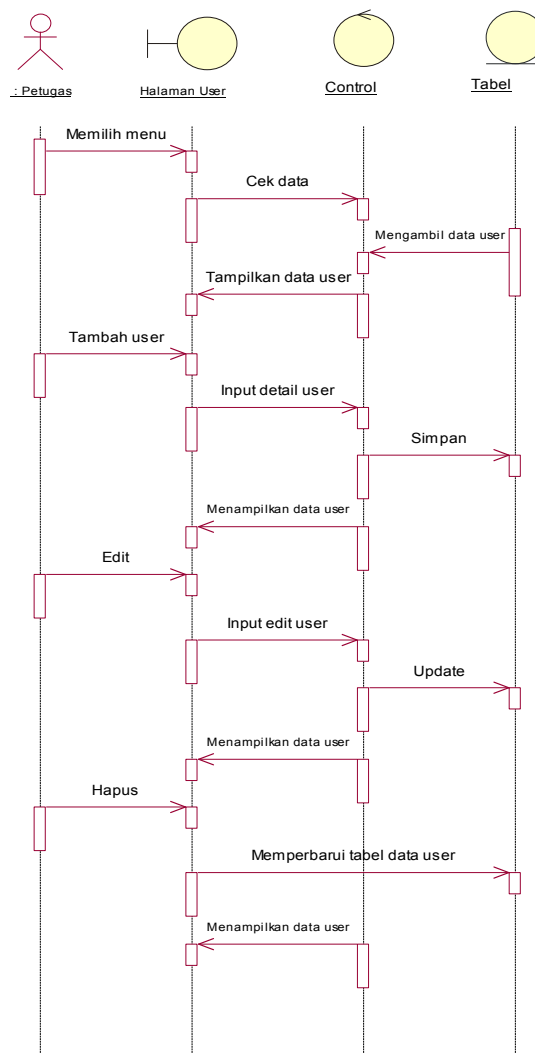 : Petugas
Halaman User
Control
Tabel
Memilih menu
Cek data
Mengambil data user
Tampilkan data user
Tambah user
Input detail user
Simpan
Menampilkan data user
Edit
Input edit user
Update
Menampilkan data user
Hapus
Memperbarui tabel data user
Menampilkan data user